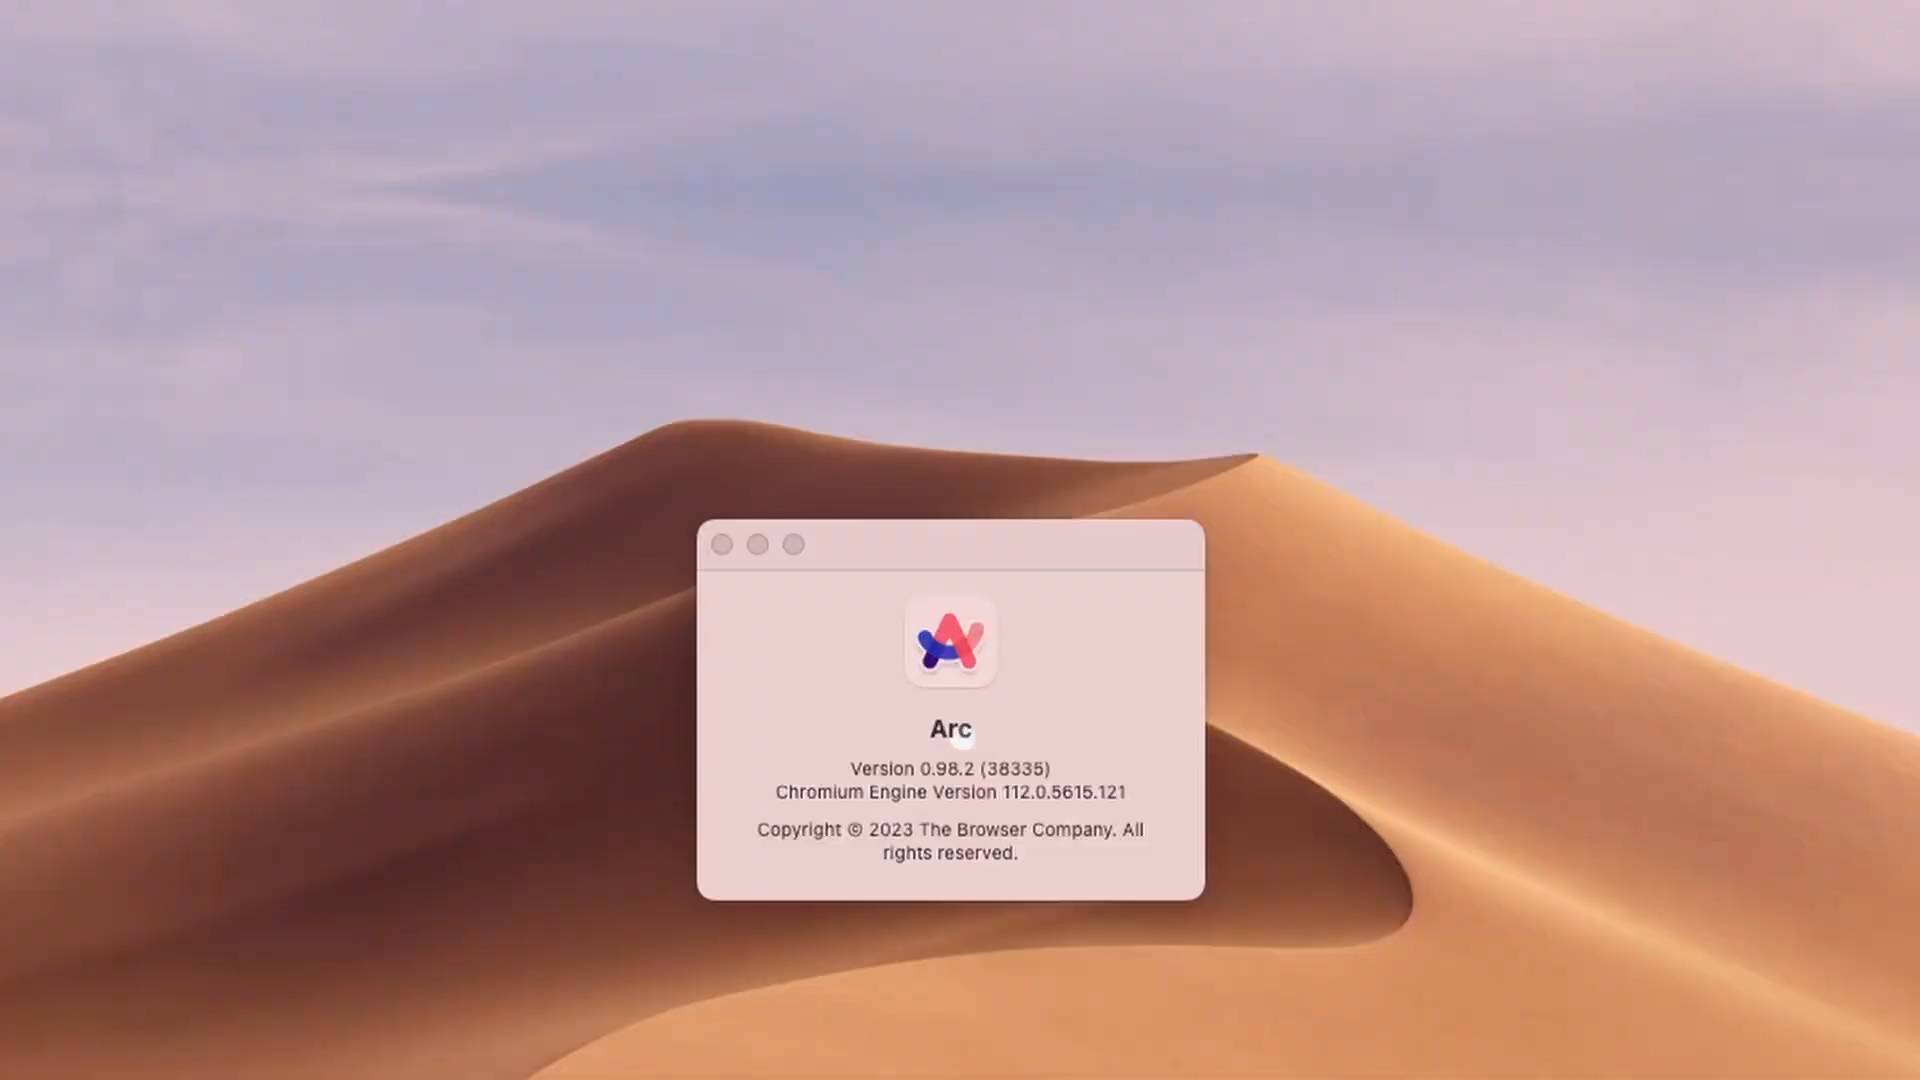 Arc
Version 0.98.2 (38335)
Chromium Engine Version 112.0.5615.121
Copyright © 2023 The Browser Company. All
rights reserved.